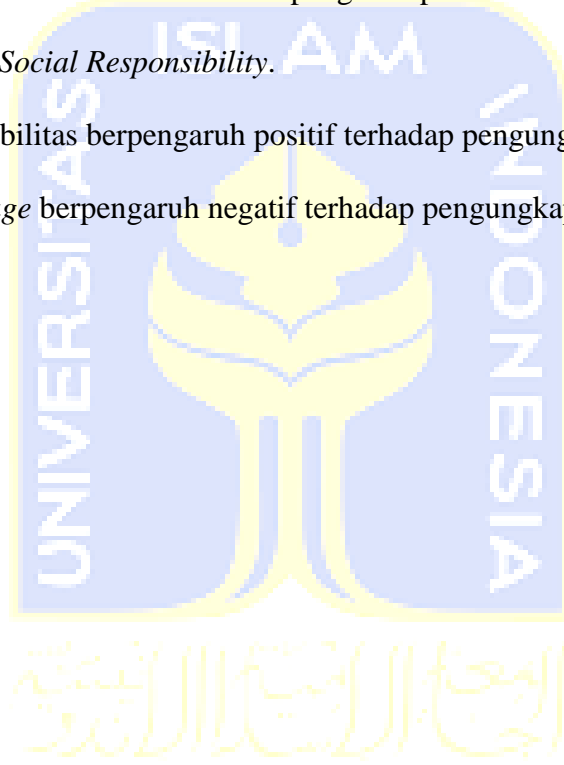 Social Responsibility.
bilitas berpengaruh positif terhadap pengung
ge berpengaruh negatif terhadap pengungka
ISLAM
UNIVERSITAS
INDONESIA